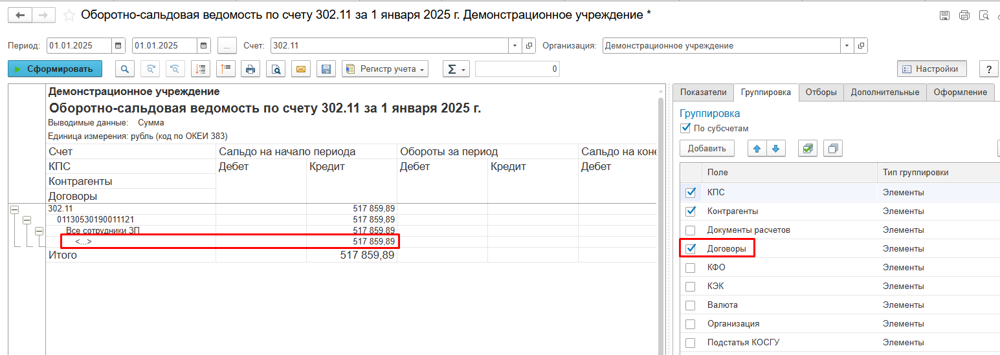 Оборотно-сальдовая ведомость по счету 302.11 за 1 января 2025 г. Демонстрационное учреждение *
Период: 01.01.2025 01.01.2025 ... Счет: 302.11 Организация: Демонстрационное учреждение
Сформировать Регистр учета Σ 0 Настройки ?
Демонстрационное учреждение
Оборотно-сальдовая ведомость по счету 302.11 за 1 января 2025 г.
Выводимые данные: Сумма
Единица измерения: рубль (код по ОКЕИ 383)
Счет Сальдо на начало периода Обороты за период Сальдо на коне
КПС Дебет Кредит Дебет Кредит Дебет
Контрагенты
Договоры
302.11 517 859,89
01130530190011121 517 859,89
Все сотрудники ЗП 517 859,89
<...> 517 859,89
Итого 517 859,89
Показатели Группировка Отборы Дополнительные Оформление
Группировка
По субсчетам
Добавить
Поле Тип группировки
КПС Элементы
Контрагенты Элементы
Документы расчетов Элементы
Договоры Элементы
КФО Элементы
КЭК Элементы
Валюта Элементы
Организация Элементы
Подстатья КОСГУ Элементы